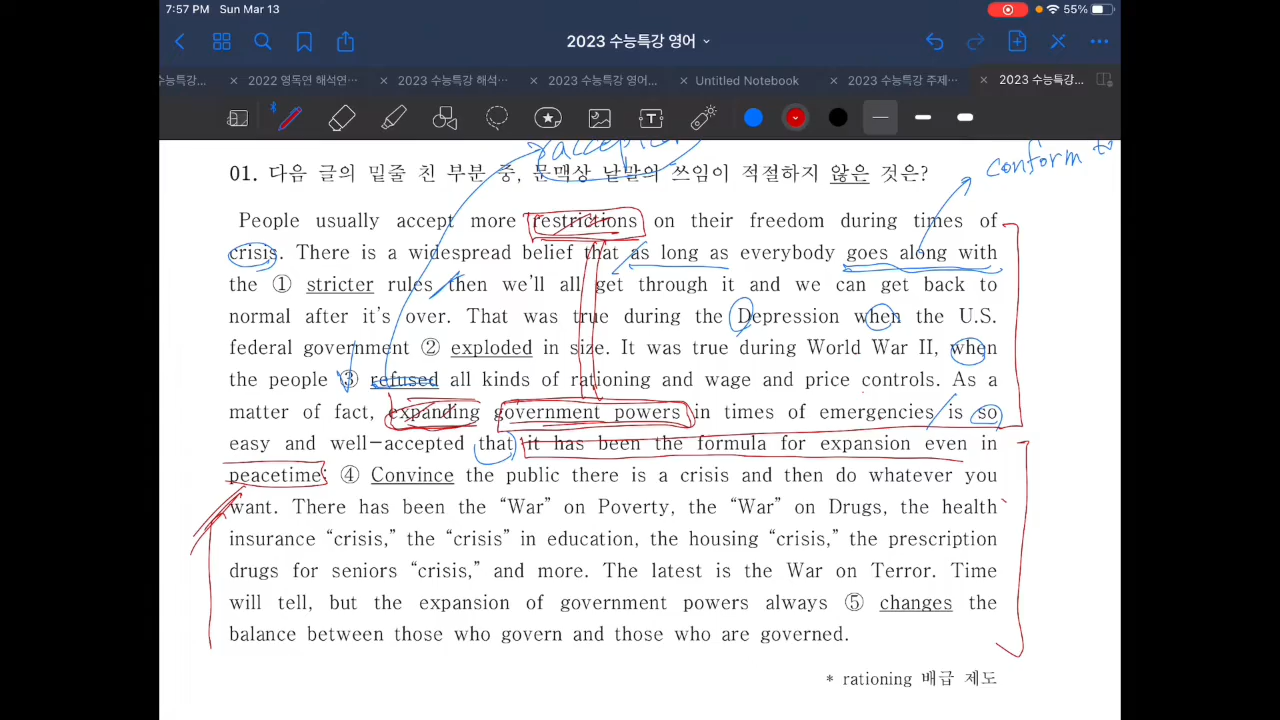 7:57 PM Sun Mar 13
55%
2023 수능특강 영어
수능특강...
2022 영독연 해석연...
2023 수능특강 해석...
2023 수능특강 영어...
Untitled Notebook
2023 수능특강 주제...
2023 수능특강...
conform to
01. 다음 글의 밑줄 친 부분 중, 문맥상 낱말의 쓰임이 적절하지 않은 것은?
People usually accept more restrictions on their freedom during times of
crisis. There is a widespread belief that as long as everybody goes along with
the ① stricter rules then we'll all get through it and we can get back to
normal after it's over. That was true during the Depression when the U.S.
federal government ② exploded in size. It was true during World War II, when
the people ③ refused all kinds of rationing and wage and price controls. As a
matter of fact, expanding government powers in times of emergencies is so
easy and well-accepted that it has been the formula for expansion even in
peacetime: ④ Convince the public there is a crisis and then do whatever you
want. There has been the “War” on Poverty, the “War” on Drugs, the health
insurance “crisis,” the “crisis” in education, the housing “crisis,” the prescription
drugs for seniors “crisis,” and more. The latest is the War on Terror. Time
will tell, but the expansion of government powers always ⑤ changes the
balance between those who govern and those who are governed.
* rationing 배급 제도